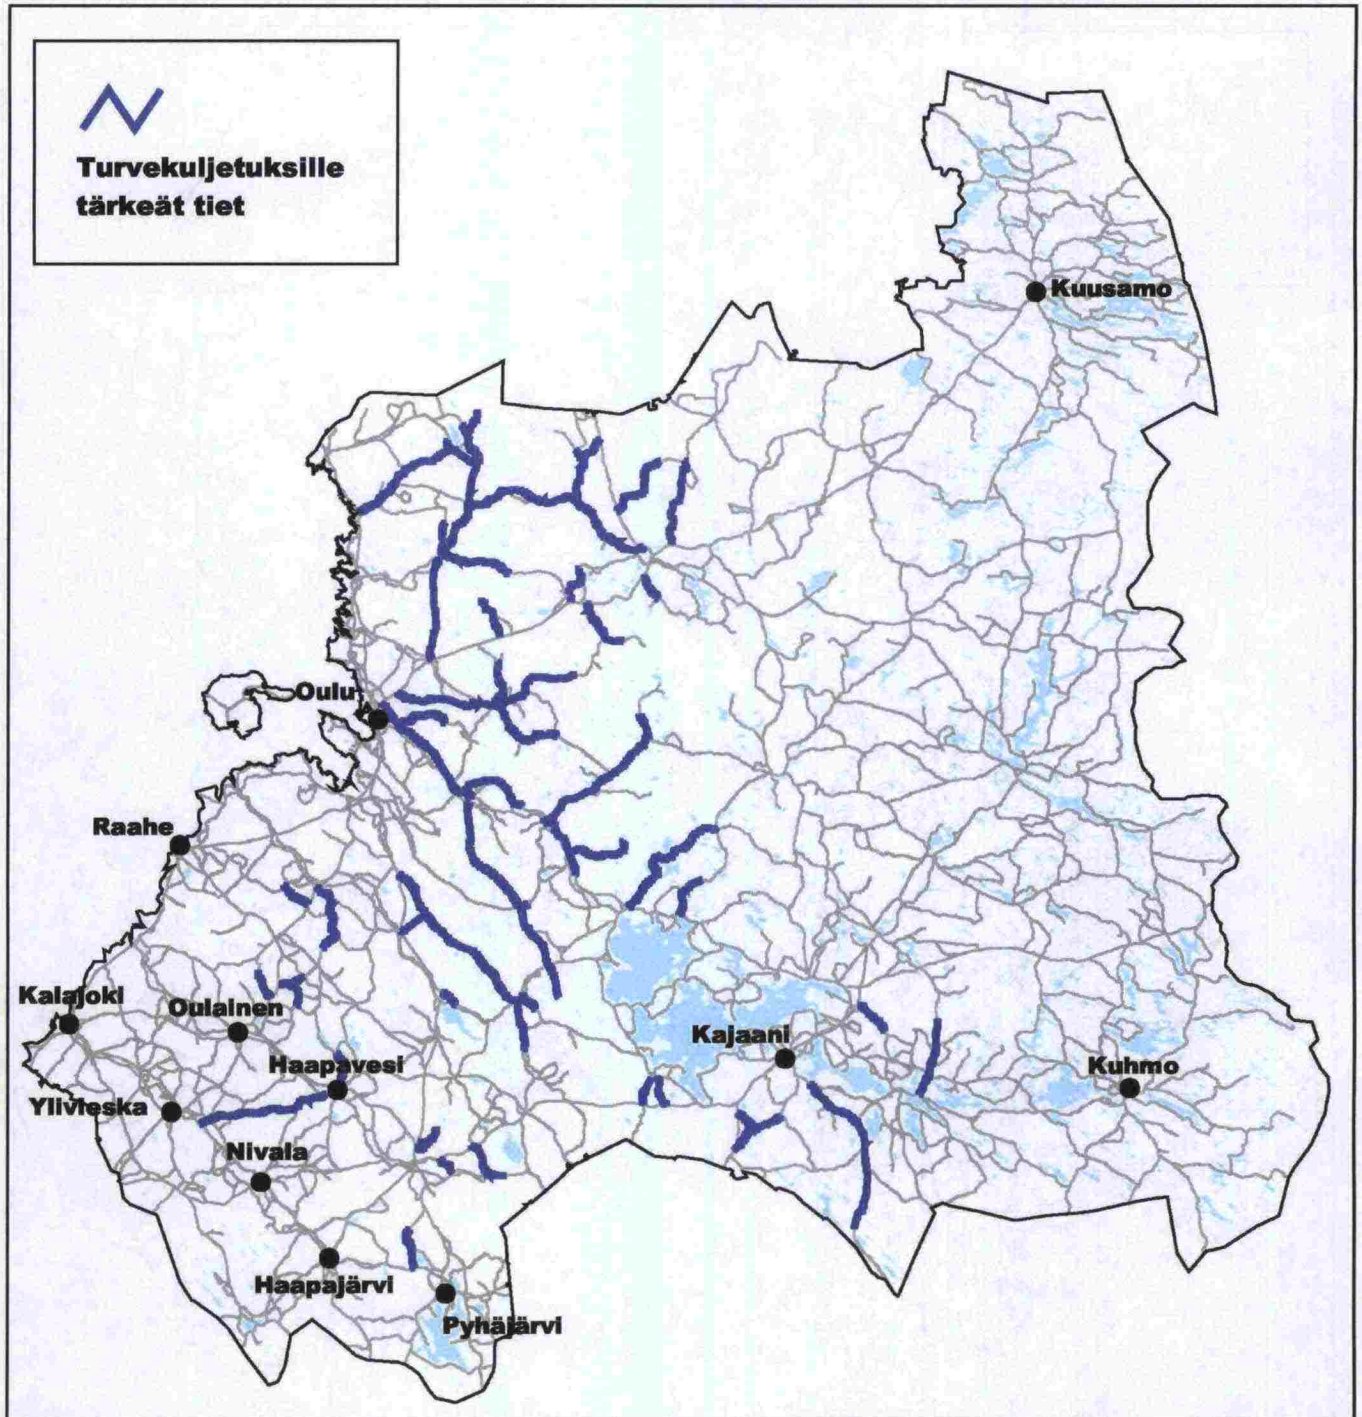 Turvekuljetuksille
tärkeät tiet
Kuusamo
Oulu
Raahe
Kalajoki
Oulainen
Kajaani
Haapavesi
Kuhmo
Ylivieska
Nivala
Haapajärvi
Pyhäjärvi